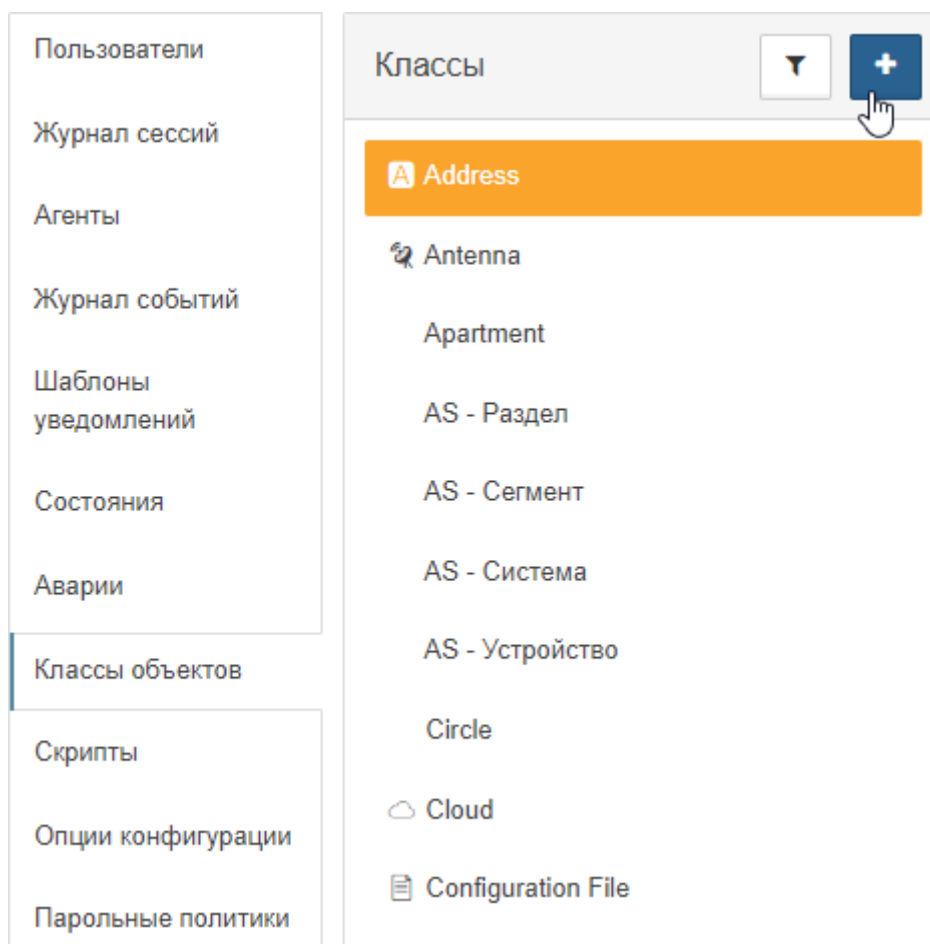 Пользователи
Журнал сессий
Агенты
Журнал событий
Шаблоны
уведомлений
Состояния
Аварии
Классы объектов
Скрипты
Опции конфигурации
Парольные политики
Классы
Address
Antenna
Apartment
AS - Раздел
AS - Сегмент
AS - Система
AS - Устройство
Circle
Cloud
Configuration File